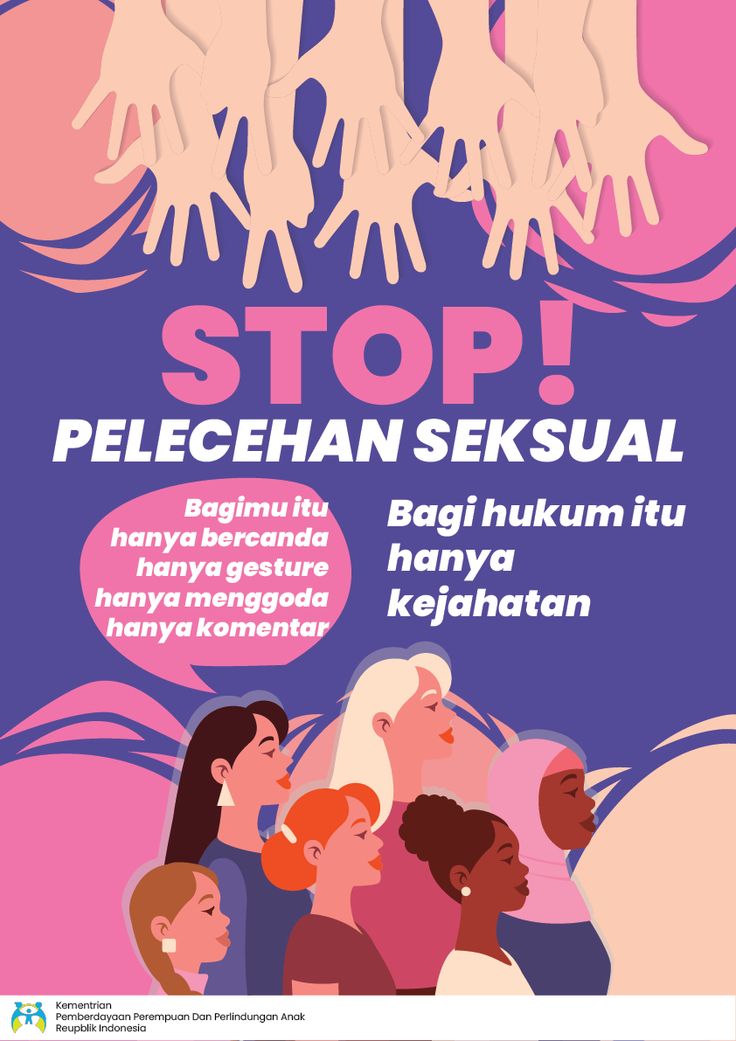 STOP!
PELECEHAN SEKSUAL
Bagimu itu
hanya bercanda
hanya gesture
hanya menggoda
hanya komentar
Bagi hukum itu
hanya
kejahatan
Kementrian
Pemberdayaan Perempuan Dan Perlindungan Anak
Reupblik Indonesia